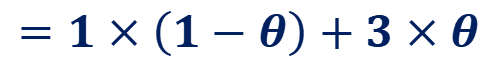 = 1 × (1 − θ) + 3 × θ